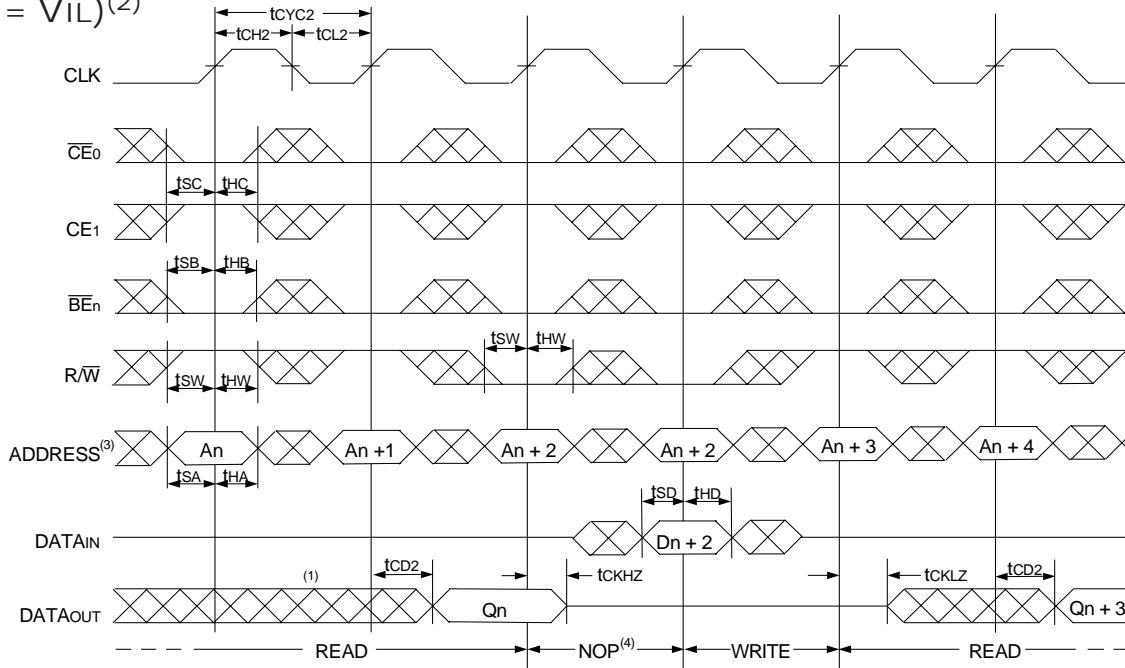 = VIL)(2)
tCYC2
tCH2 tCL2
CLK
CE0
tSC tHC
CE1
tSB tHB
BEn
tSW tHW
R/W
tSW tHW
ADDRESS(3) An An +1 An + 2 An + 2 An + 3 An + 4
tSA tHA
tSD tHD
DATAIN Dn + 2
(1) tCD2 tCKHZ tCKLZ tCD2
DATAOUT Qn Qn + 3
READ NOP(4) WRITE READ